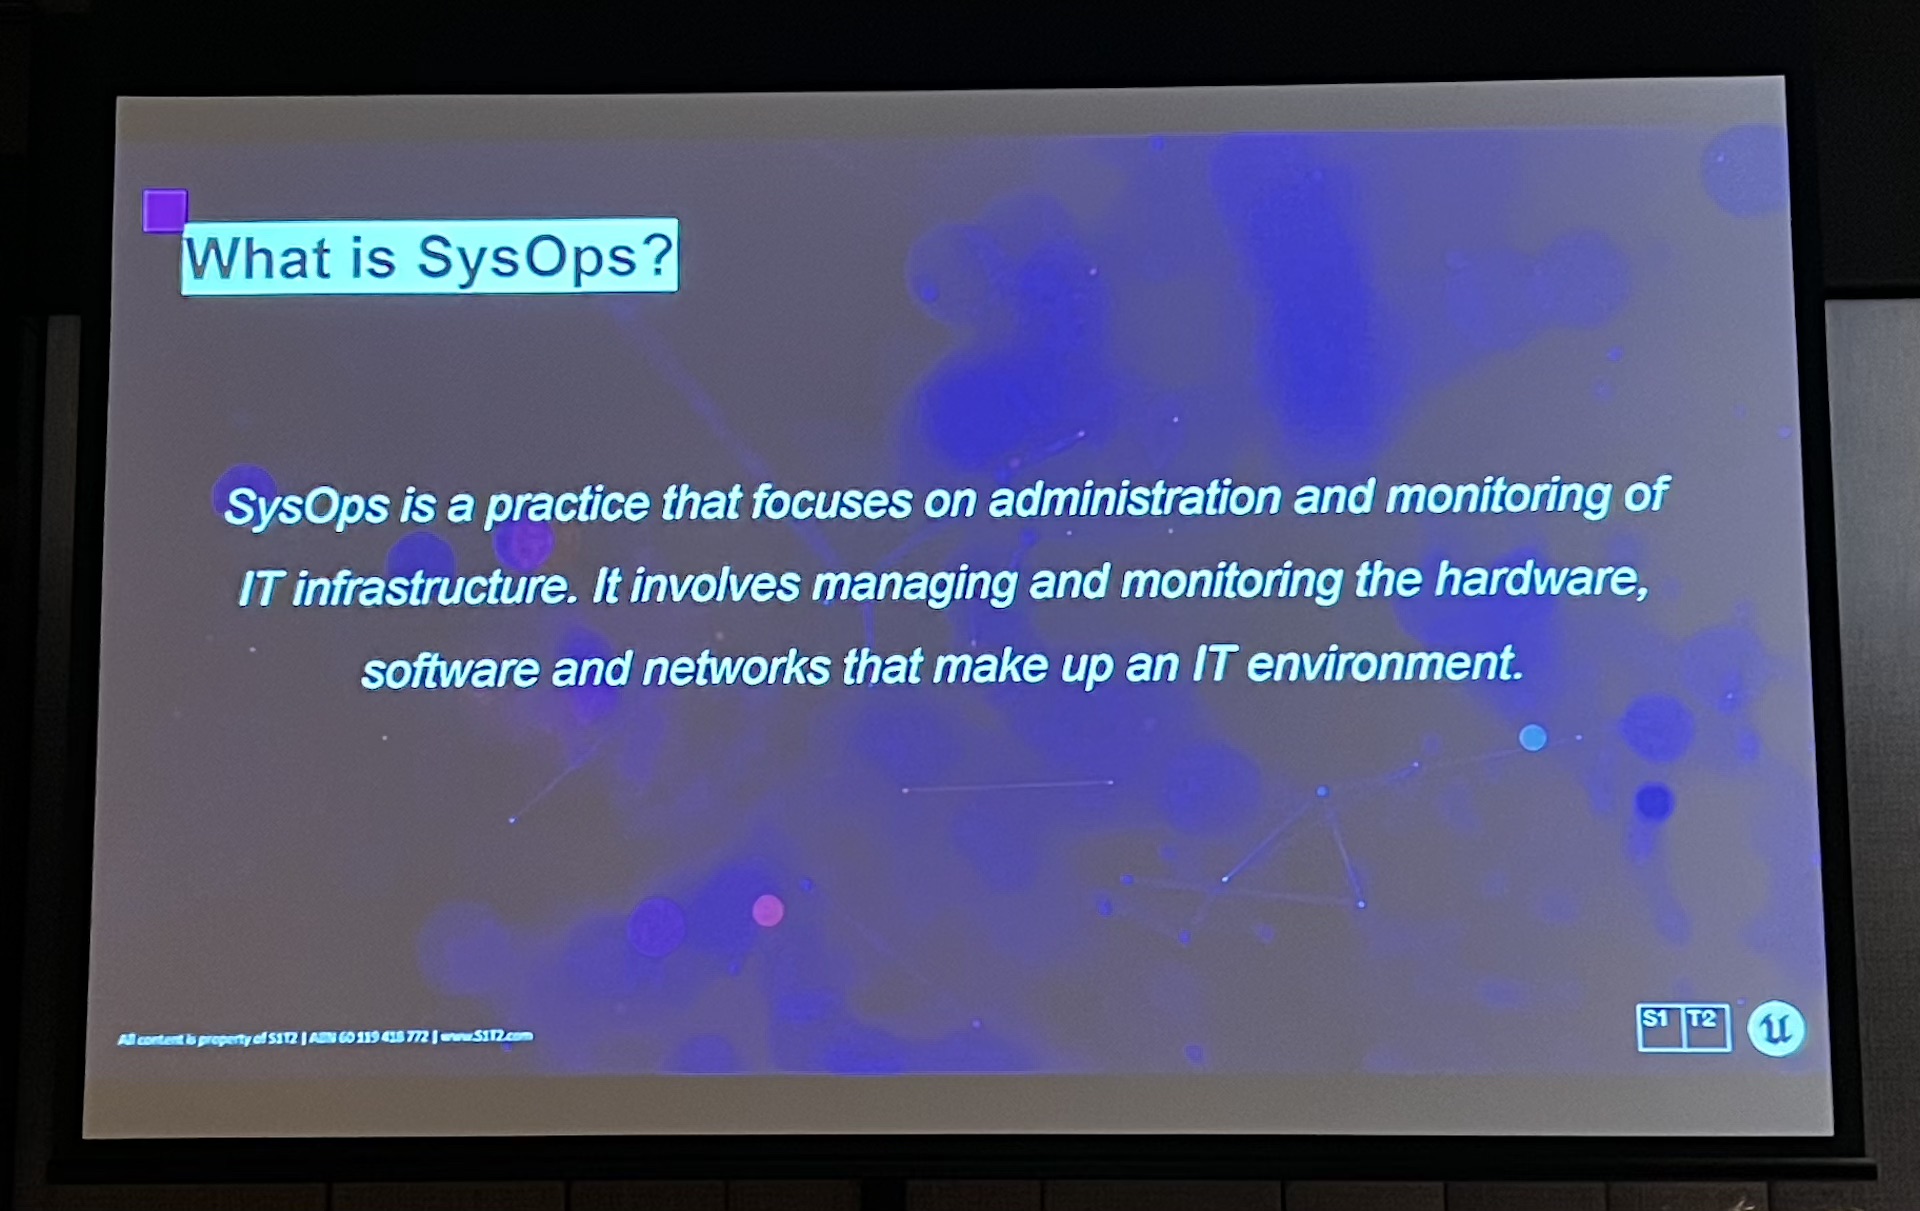 What is SysOps?
SysOps is a practice that focuses on administration and monitoring of
IT infrastructure. It involves managing and monitoring the hardware,
software and networks that make up an IT environment.
All content is property of S1T2 | ABN 60 119 418 772 | www.S1T2.com
S1 T2